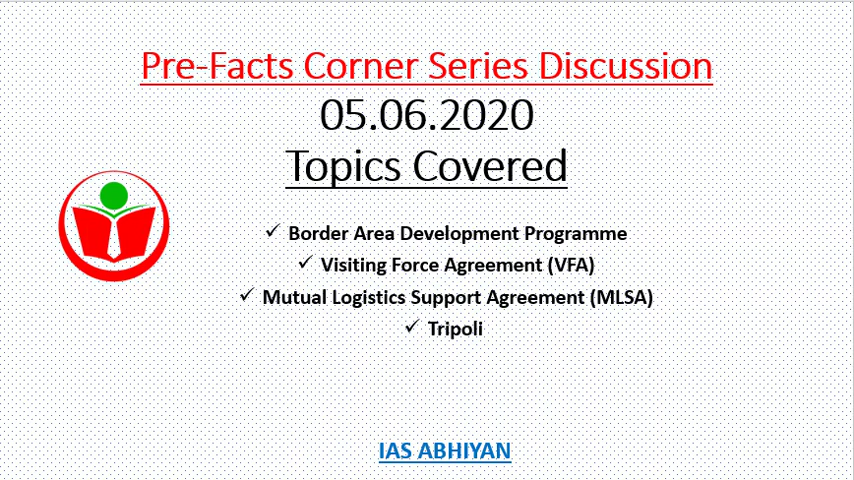 Pre-Facts Corner Series Discussion
05.06.2020
Topics Covered
✓ Border Area Development Programme
✓ Visiting Force Agreement (VFA)
✓ Mutual Logistics Support Agreement (MLSA)
✓ Tripoli
IAS ABHIYAN